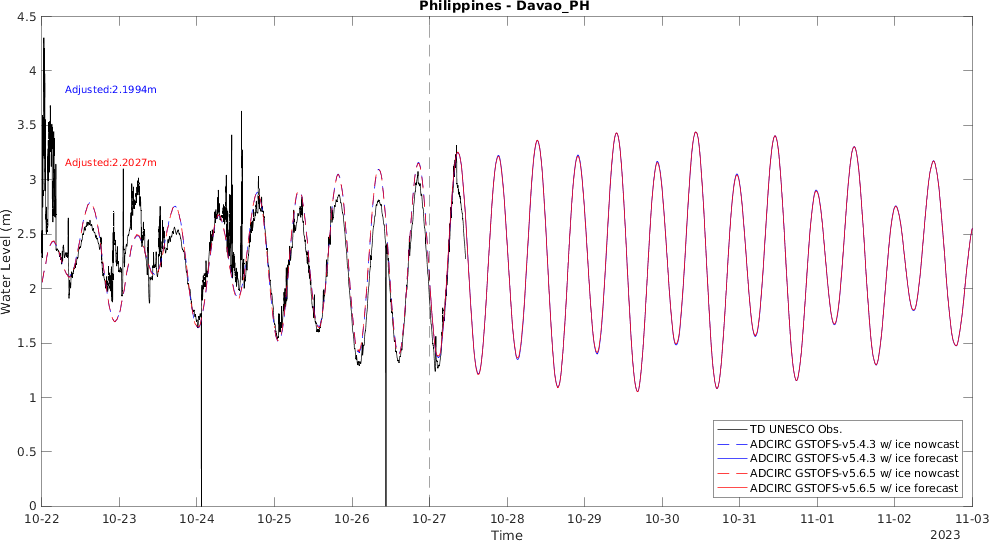 Philippines - Davao_PH
4.5
4
3.5
3
2.5
2
1.5
1
0.5
0
Water Level (m)
Adjusted:2.1994m
Adjusted:2.2027m
TD UNESCO Obs.
ADCIRC GSTOFS-v5.4.3 w/ ice nowcast
ADCIRC GSTOFS-v5.4.3 w/ ice forecast
ADCIRC GSTOFS-v5.6.5 w/ ice nowcast
ADCIRC GSTOFS-v5.6.5 w/ ice forecast
10-22 10-23 10-24 10-25 10-26 10-27 10-28 10-29 10-30 10-31 11-01 11-02 11-03
Time
2023